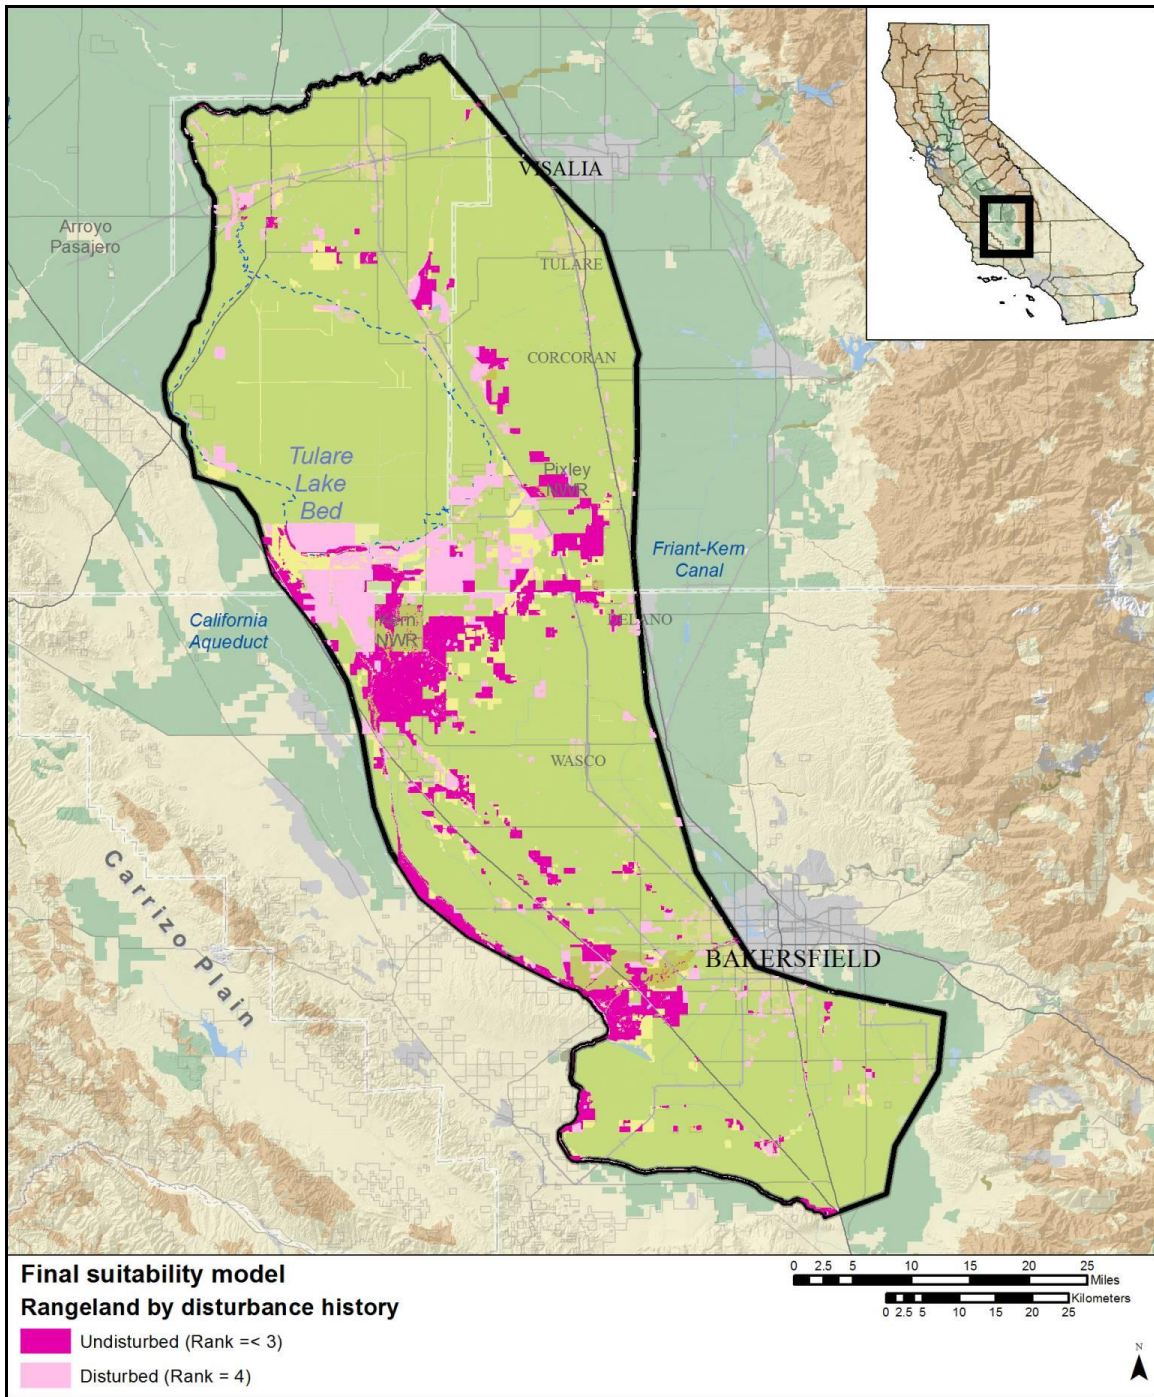 VISALIA
Arroyo
Pasajero
TULARE
CORCORAN
Tulare
Lake
Bed
Pixley
NWR
Friant-Kern
Canal
California
Aqueduct
DELANO
Kern
NWR
WASCO
Carrizo Plain
BAKERSFIELD
Final suitability model
Rangeland by disturbance history
Undisturbed (Rank =< 3)
Disturbed (Rank = 4)
0 2.5 5 10 15 20 25
Miles
Kilometers
0 2.5 5 10 15 20 25
N